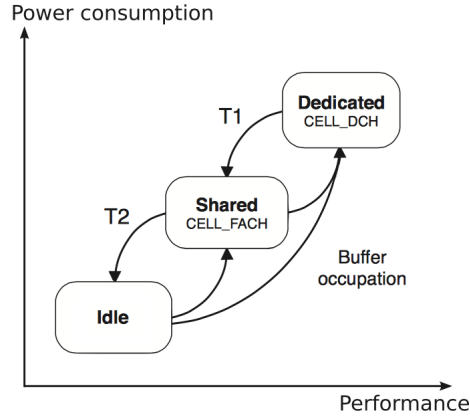 Power consumption
Dedicated
CELL_DCH
T1
Shared
CELL_FACH
T2
Buffer
occupation
Idle
Performance